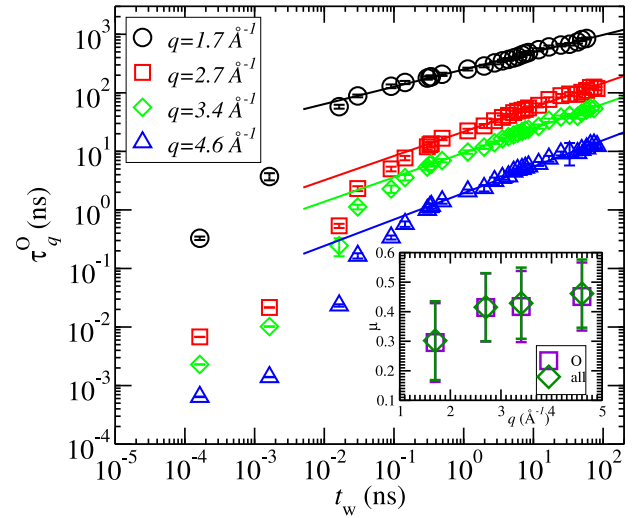 10³
10²
10¹
10⁰
10⁻¹
10⁻²
10⁻³
10⁻⁴
τ_q^O (ns)
q=1.7 Å⁻¹
q=2.7 Å⁻¹
q=3.4 Å⁻¹
q=4.6 Å⁻¹
0.5
0.4
0.3
0.2
0.1
μ
O
all
1 2 3 4 5
q (Å⁻¹)
10⁻⁵ 10⁻⁴ 10⁻³ 10⁻² 10⁻¹ 10⁰ 10¹ 10²
t_w (ns)